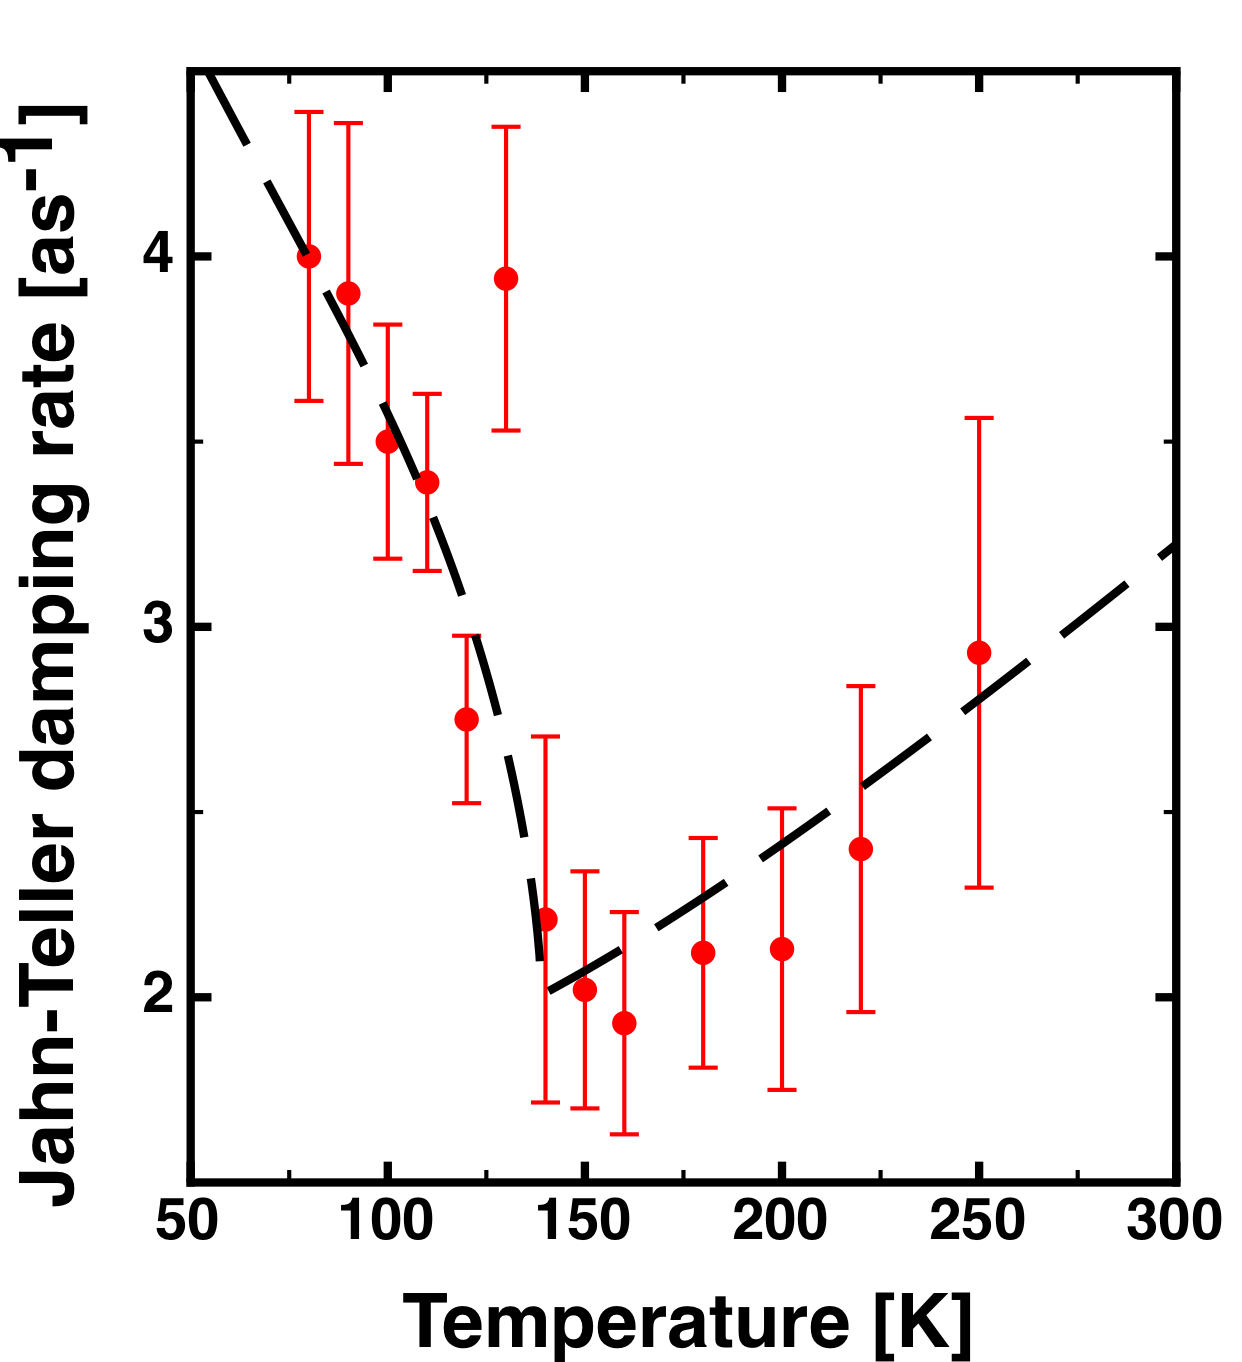 Jahn-Teller damping rate [as-1]
4
3
2
50 100 150 200 250 300
Temperature [K]